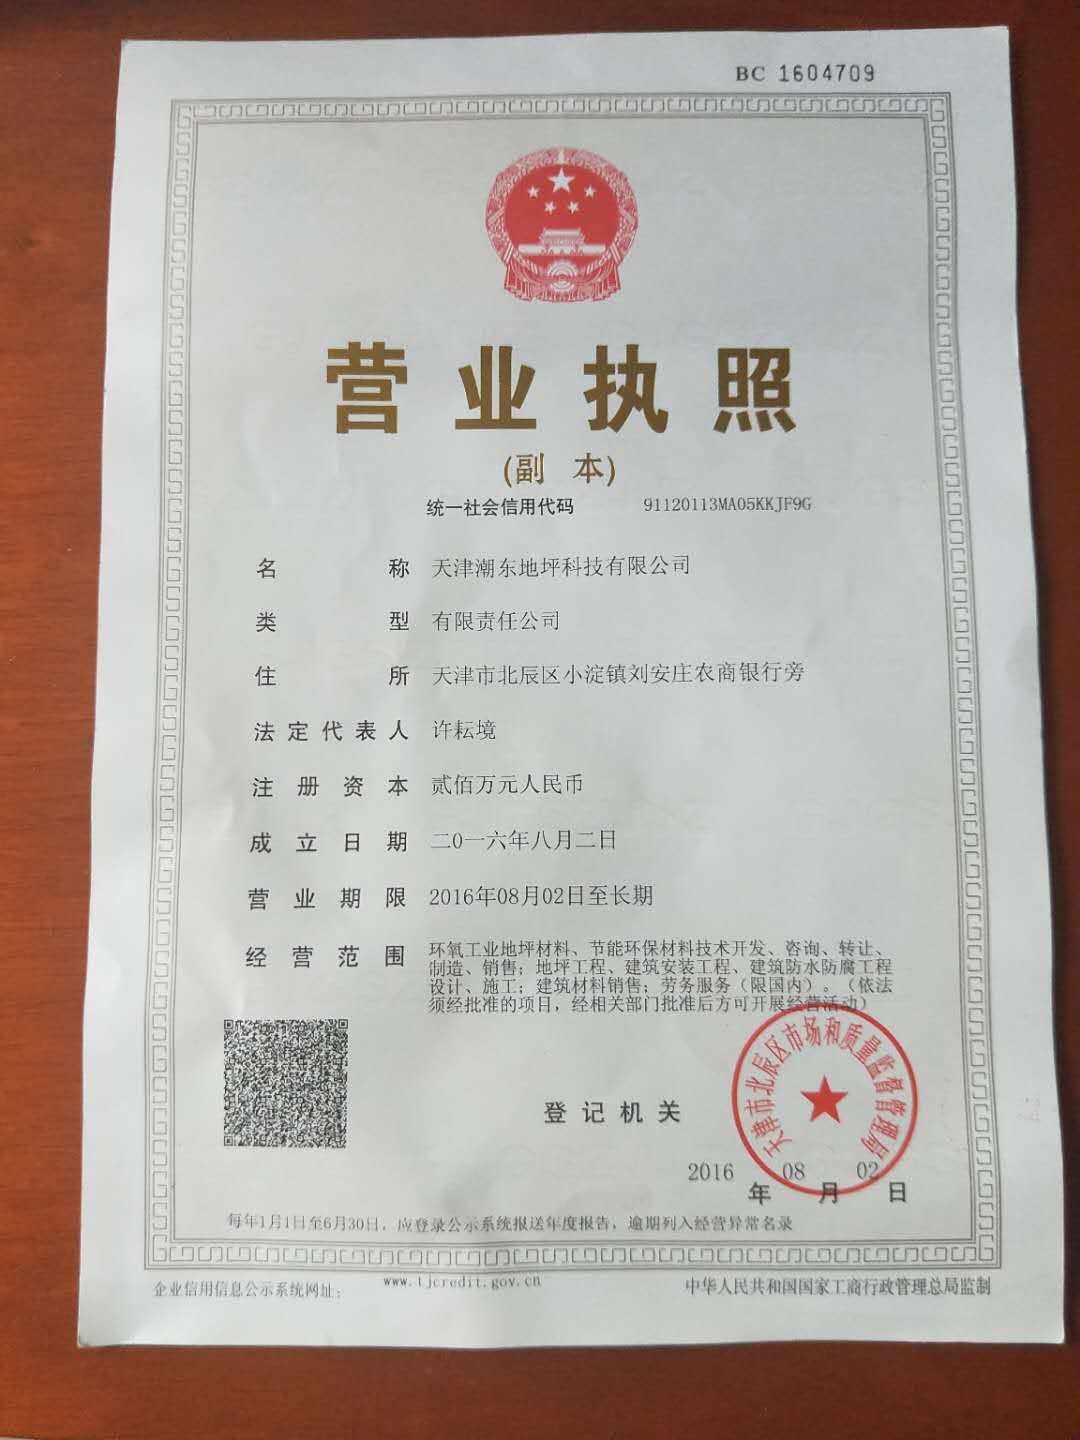 BC 1604709
营业执照
(副 本)
统一社会信用代码 91120113MA05KKJF9G
名 称 天津潮东地坪科技有限公司
类 型 有限责任公司
住 所 天津市北辰区小淀镇刘安庄农商银行旁
法定代表人 许耘境
注册资本 贰佰万元人民币
成立日期 二0一六年八月二日
营业期限 2016年08月02日至长期
经营范围 环氧工业地坪材料、节能环保材料技术开发、咨询、转让、
制造、销售；地坪工程、建筑安装工程、建筑防水防腐工程
设计、施工；建筑材料销售；劳务服务（限国内）。（依法
须经批准的项目，经相关部门批准后方可开展经营活动）
天津市北辰区市场和质量监督管理局
登记机关
2016年08月02日
每年1月1日至6月30日，应登录公示系统报送年度报告，逾期列入经营异常名录
企业信用信息公示系统网址： www.tjcredit.gov.cn 中华人民共和国国家工商行政管理总局监制